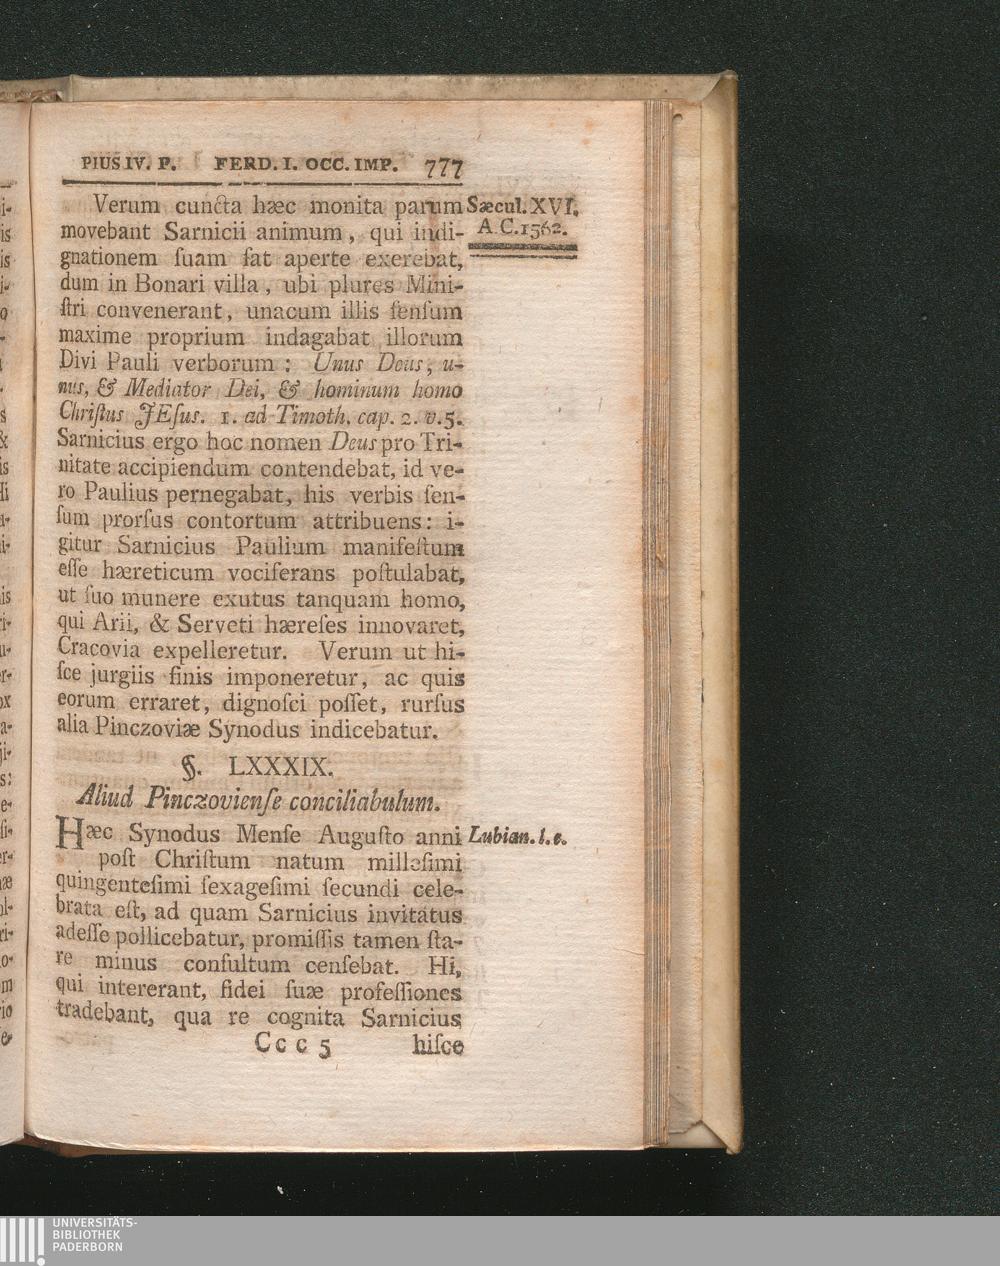 PIUS IV. P. FERD. I. OCC. IMP. 777
Verum cuncta hæc monita parum
Sæcul. XVI.
movebant Sarnicii animum, qui indi-
A. C. 1562.
gnationem ſuam ſat aperte exerebat,
dum in Bonari villa, ubi plures Mini-
ſtri convenerant, unacum illis ſenſum
maxime proprium indagabat illorum
Divi Pauli verborum: Unus Deus, u-
nus, & Mediator Dei, & hominum homo
Chriſtus JEſus. 1. ad Timoth. cap. 2. v. 5.
Sarnicius ergo hoc nomen Deus pro Tri-
nitate accipiendum contendebat, id ve-
ro Paulius pernegabat, his verbis ſen-
ſum prorſus contortum attribuens: i-
gitur Sarnicius Paulium manifeſtum
eſſe hæreticum vociferans poſtulabat,
ut ſuo munere exutus tanquam homo,
qui Arii, & Serveti hæreſes innovaret,
Cracovia expelleretur. Verum ut hi-
ſce jurgiis finis imponeretur, ac quis
eorum erraret, dignoſci poſſet, rurſus
alia Pinczoviæ Synodus indicebatur.
§. LXXXIX.
Aliud Pinczovienſe conciliabulum.
Hæc Synodus Menſe Auguſto anni
Lubian. l. c.
poſt Chriſtum natum milleſimi
quingenteſimi ſexageſimi ſecundi cele-
brata eſt, ad quam Sarnicius invitatus
adeſſe pollicebatur, promiſſis tamen ſta-
re minus conſultum cenſebat. Hi,
qui intererant, fidei ſuæ profeſſiones
tradebant, qua re cognita Sarnicius
Ccc 5 hiſce
UNIVERSITÄTS-
BIBLIOTHEK
PADERBORN